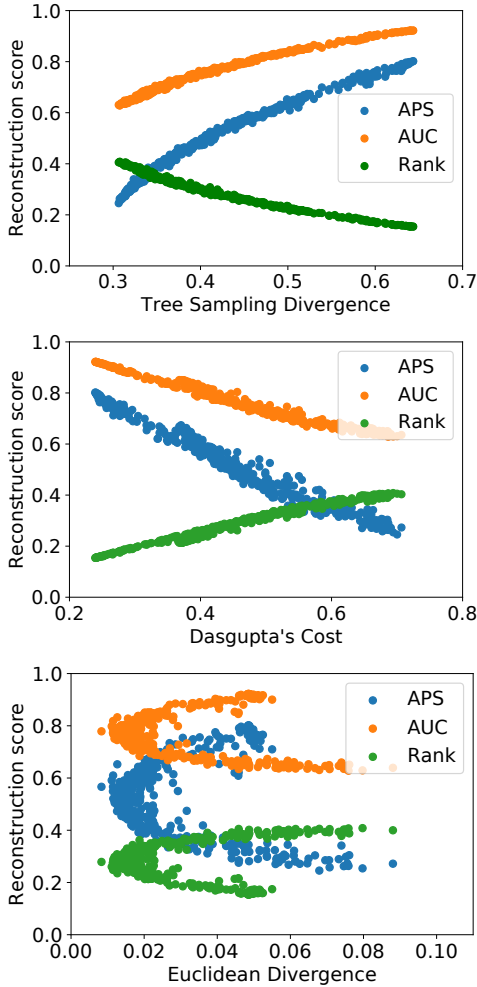 1.0
0.8
0.6
0.4
0.2
0.0
Reconstruction score
APS
AUC
Rank
0.3 0.4 0.5 0.6 0.7
Tree Sampling Divergence
1.0
0.8
0.6
0.4
0.2
0.0
Reconstruction score
APS
AUC
Rank
0.2 0.4 0.6 0.8
Dasgupta's Cost
1.0
0.8
0.6
0.4
0.2
0.0
Reconstruction score
APS
AUC
Rank
0.00 0.02 0.04 0.06 0.08 0.10
Euclidean Divergence